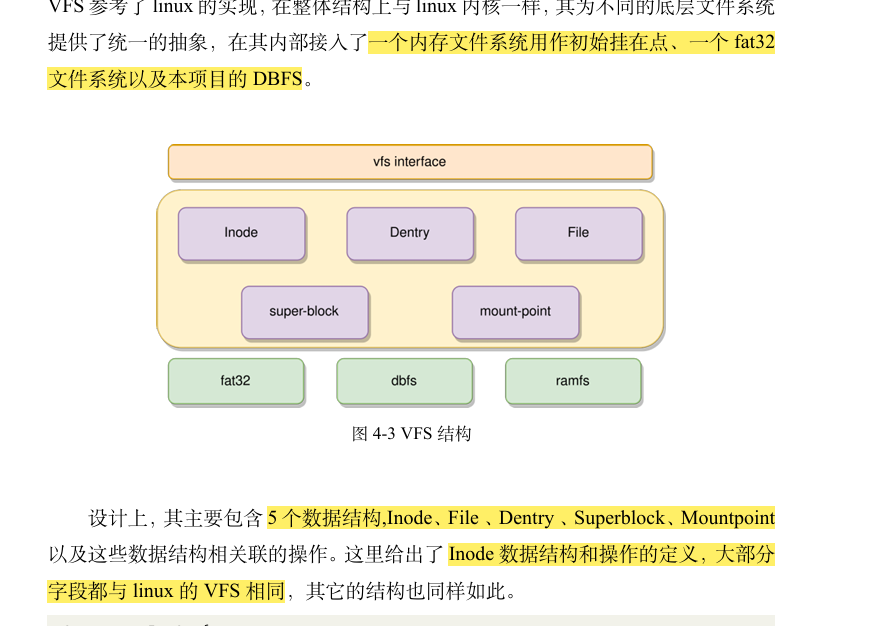 VFS 参考了 linux 的实现，在整体结构上与 linux 内核一样，其为不同的底层文件系统
提供了统一的抽象，在其内部接入了一个内存文件系统用作初始挂在点、一个 fat32
文件系统以及本项目的 DBFS。
vfs interface
Inode Dentry File
super-block mount-point
fat32 dbfs ramfs
图 4-3 VFS 结构
设计上，其主要包含 5 个数据结构,Inode、File 、Dentry 、Superblock、Mountpoint
以及这些数据结构相关联的操作。这里给出了 Inode 数据结构和操作的定义，大部分
字段都与 linux 的 VFS 相同，其它的结构也同样如此。